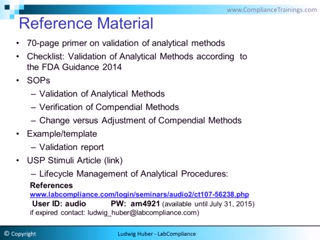 www.ComplianceTrainings.com
Reference Material
• 70-page primer on validation of analytical methods
• Checklist: Validation of Analytical Methods according to
the FDA Guidance 2014
• SOPs
– Validation of Analytical Methods
– Verification of Compendial Methods
– Change versus Adjustment of Compendial Methods
• Example/template
– Validation report
• USP Stimuli Article (link)
– Lifecycle Management of Analytical Procedures:
References
www.labcompliance.com/login/seminars/audio2/ct107-56238.php
User ID: audio PW: am4921 (available until July 31, 2015)
if expired contact: ludwig_huber@labcompliance.com)
© Copyright
Ludwig Huber - LabCompliance